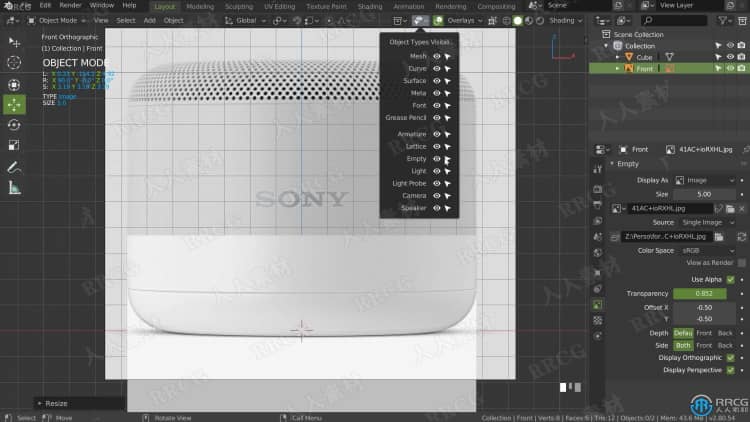 Render Window Help Layout Modeling Sculpting UV Editing Texture Paint Shading Animation Rendering Compositing Scene View Layer
Object Mode View Select Add Object Global Overlays Shading
Front Orthographic
(1) Collection | Front
OBJECT MODE
TYPE Image
SIZE 5.0
Object Types Visibili..
Mesh
Curve
Surface
Meta
Font
Grease Pencil
Armature
Lattice
Empty
Light
Light Probe
Camera
Speaker
SONY
Resize
Scene Collection
Collection
Cube
Front
Front 41AC+ioRXHL.jpg
Empty
Display As Image
Size 5.00
41AC+ioRXHL.jpg
Source Single Image
Z:\Perso\for..C+ioRXHL.jpg
Color Space sRGB
View as Render
Use Alpha
Transparency 0.852
Offset X -0.50
Y -0.50
Depth Defau Front Back
Side Both Front Back
Display Orthographic
Display Perspective
Select Move Rotate View Call Menu Collection | Front | Verts:8 | Faces:6 | Tris:12 | Objects:0/2 | Mem: 43.6 MB | v2.80.54
RRCG
人人素材